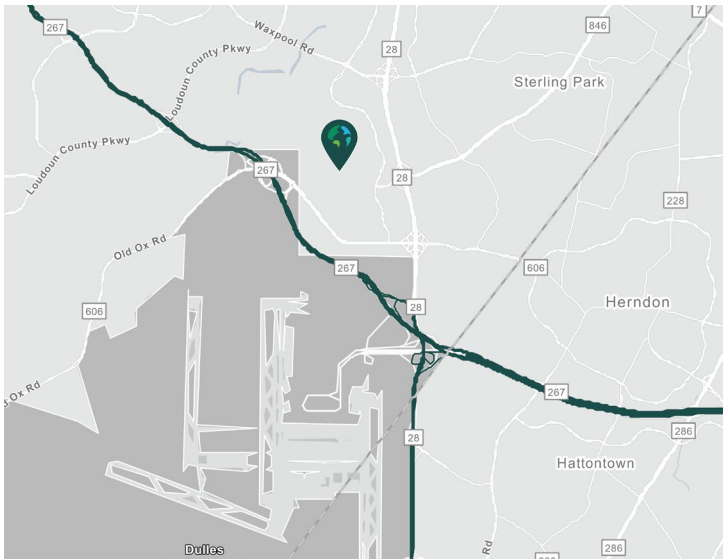 7
267
846
Waxpool Rd
28
Loudoun County Pkwy
Sterling Park
Loudoun County Pkwy
267
28
228
Old Ox Rd
267
606
28
Herndon
606
Ox Rd
267
28
286
Hattontown
Rd
286
Dulles